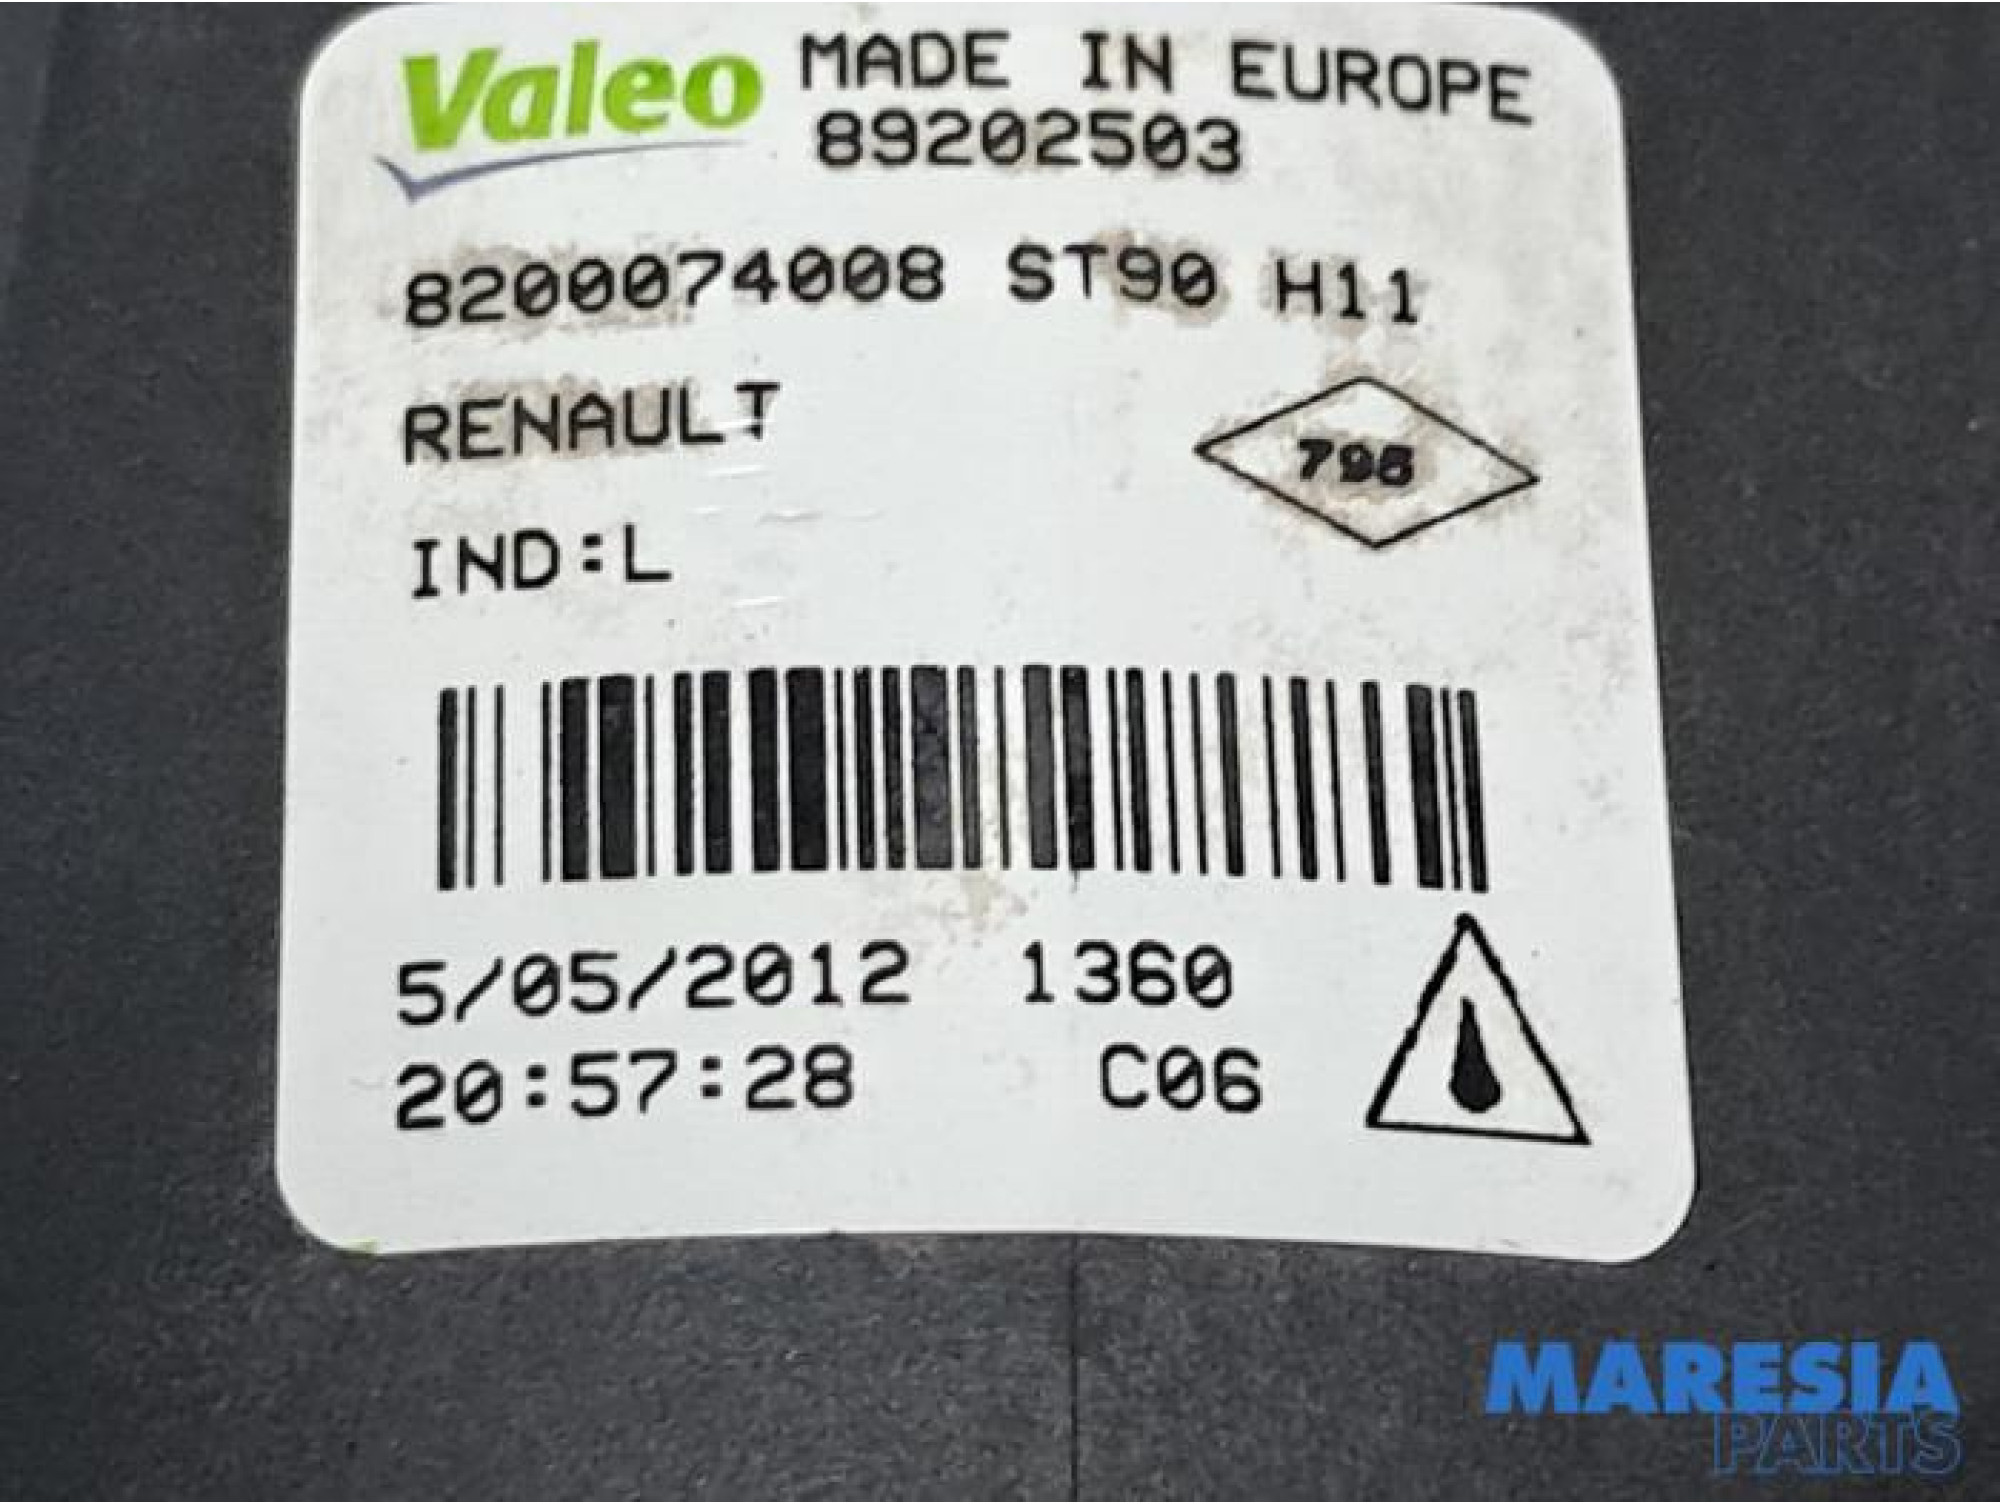 Valeo MADE IN EUROPE
89202503
8200074008 ST90 H11
RENAULT
795
IND:L
5/05/2012 1360
20:57:28 C06
MARESIA
PARTS